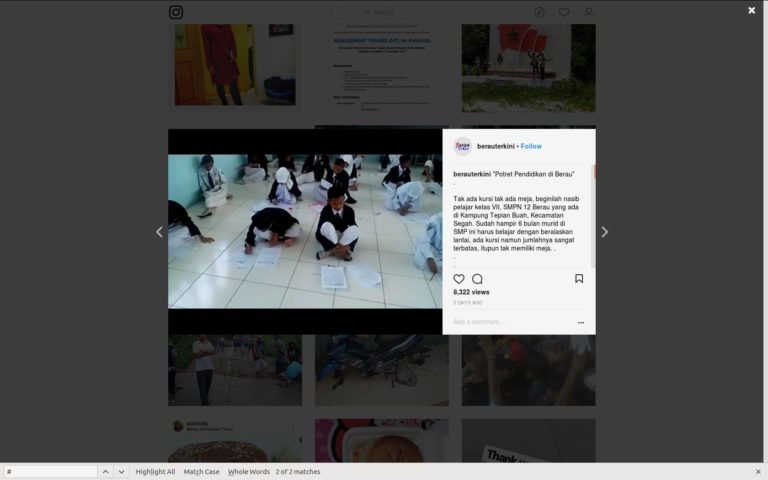 Search
MANAGEMENT TRAINEE (MT) for Field/Mill
berauterkini • Follow
berauterkini "Potret Pendidikan di Berau"
.
Tak ada kursi tak ada meja, beginilah nasib
pelajar kelas VII, SMPN 12 Berau yang ada
di Kampung Tepian Buah, Kecamatan
Segah. Sudah hampir 6 bulan murid di
SMP ini harus belajar dengan beralaskan
lantai, ada kursi namun jumlahnya sangat
terbatas, itupun tak memiliki meja. .
.
.
8,322 views
3 DAYS AGO
Add a comment...
Thank
# Highlight All Match Case Whole Words 2 of 2 matches